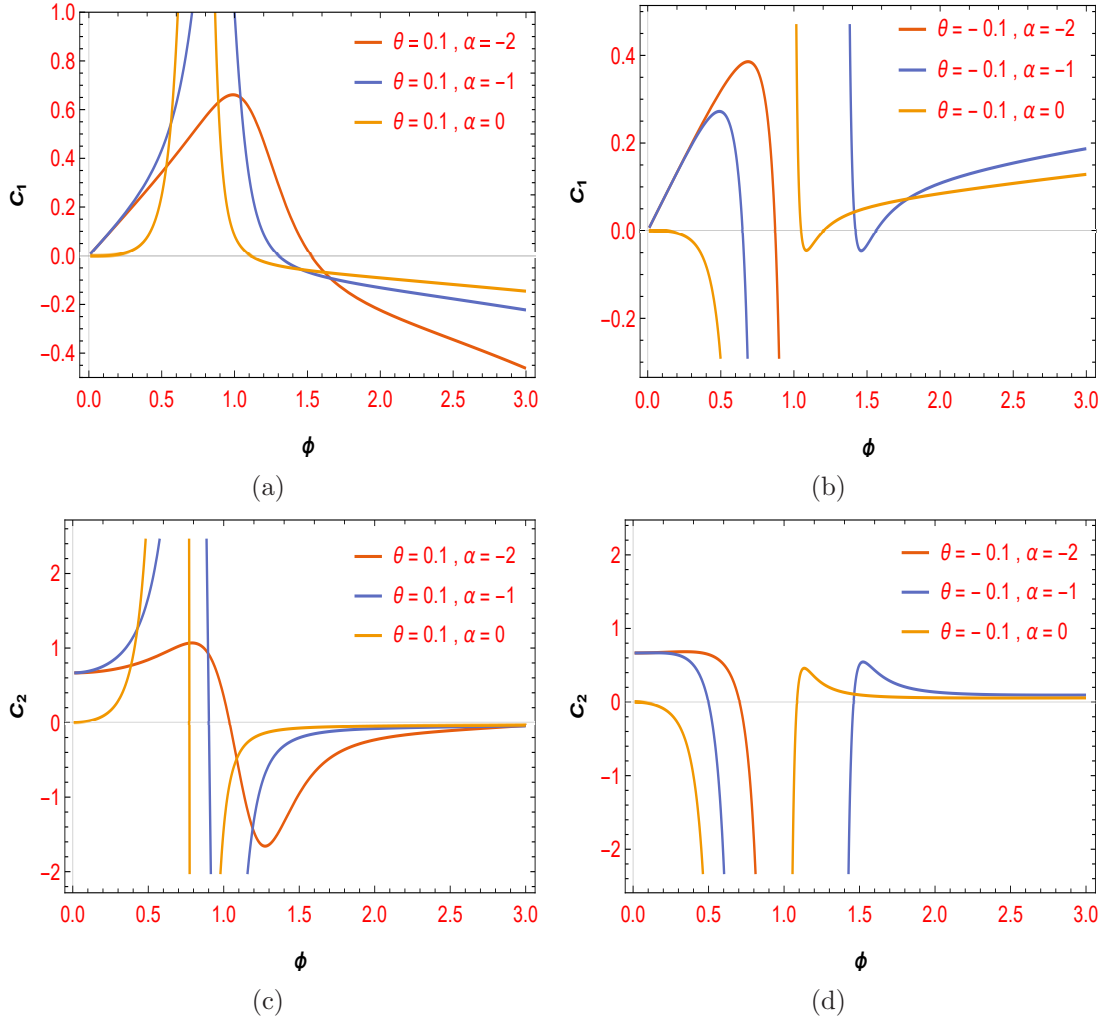 1.0
0.8
0.6
0.4
0.2
0.0
−0.2
−0.4
C₁
θ = 0.1 , α = −2
θ = 0.1 , α = −1
θ = 0.1 , α = 0
0.0 0.5 1.0 1.5 2.0 2.5 3.0
ϕ
(a)
0.4
0.2
0.0
−0.2
C₁
θ = − 0.1 , α = −2
θ = − 0.1 , α = −1
θ = − 0.1 , α = 0
0.0 0.5 1.0 1.5 2.0 2.5 3.0
ϕ
(b)
2
1
0
−1
−2
C₂
θ = 0.1 , α = −2
θ = 0.1 , α = −1
θ = 0.1 , α = 0
0.0 0.5 1.0 1.5 2.0 2.5 3.0
ϕ
(c)
2
1
0
−1
−2
C₂
θ = − 0.1 , α = −2
θ = − 0.1 , α = −1
θ = − 0.1 , α = 0
0.0 0.5 1.0 1.5 2.0 2.5 3.0
ϕ
(d)